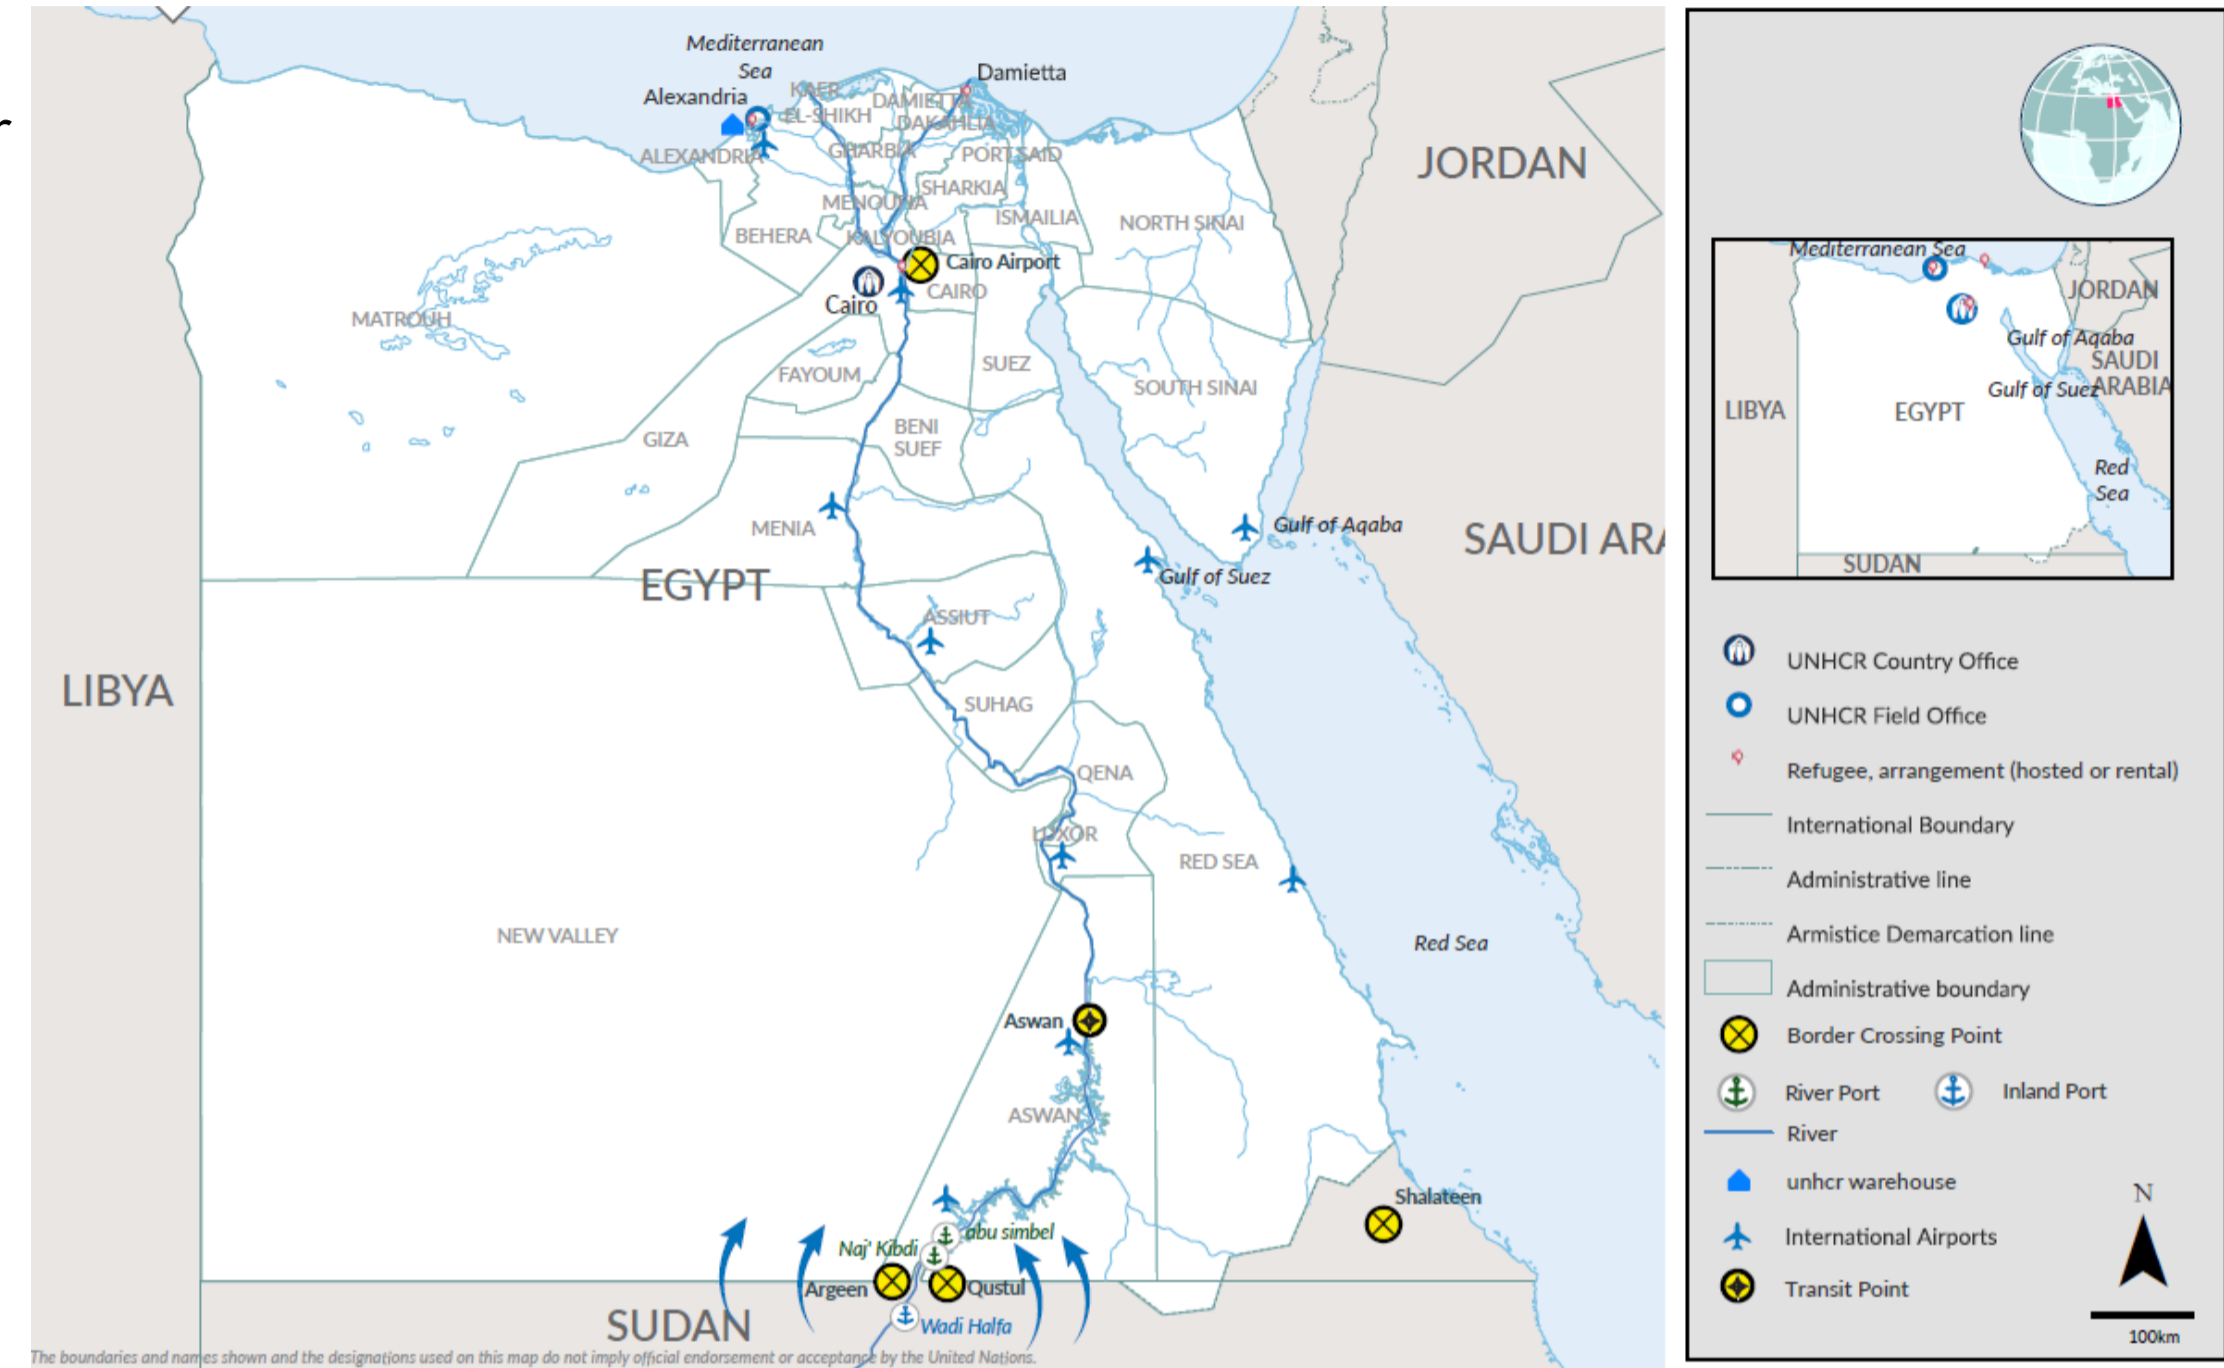 Mediterranean
Sea
Damietta
Alexandria
KAFR
EL-SHIKH
DAMIETTA
DAKAHLIA
ALEXANDRIA
GHARBIA
PORT SAID
SHARKIA
MENOUFIA
ISMAILIA
NORTH SINAI
BEHERA
KALYOUBIA
Cairo Airport
CAIRO
Cairo
MATROUH
FAYOUM
SUEZ
SOUTH SINAI
BENI
SUEF
GIZA
MENIA
Gulf of Aqaba
Gulf of Suez
EGYPT
ASSIUT
SUHAG
QENA
LUXOR
RED SEA
NEW VALLEY
Red Sea
Aswan
ASWAN
Shalateen
abu simbel
Naj' Kibdi
Argeen
Qustul
Wadi Halfa
SUDAN
LIBYA
JORDAN
SAUDI ARA
The boundaries and names shown and the designations used on this map do not imply official endorsement or acceptance by the United Nations.
Mediterranean Sea
JORDAN
Gulf of Aqaba
SAUDI
ARABIA
Gulf of Suez
LIBYA
EGYPT
Red
Sea
SUDAN
UNHCR Country Office
UNHCR Field Office
Refugee, arrangement (hosted or rental)
International Boundary
Administrative line
Armistice Demarcation line
Administrative boundary
Border Crossing Point
River Port Inland Port
River
unhcr warehouse
International Airports
Transit Point
N
100km